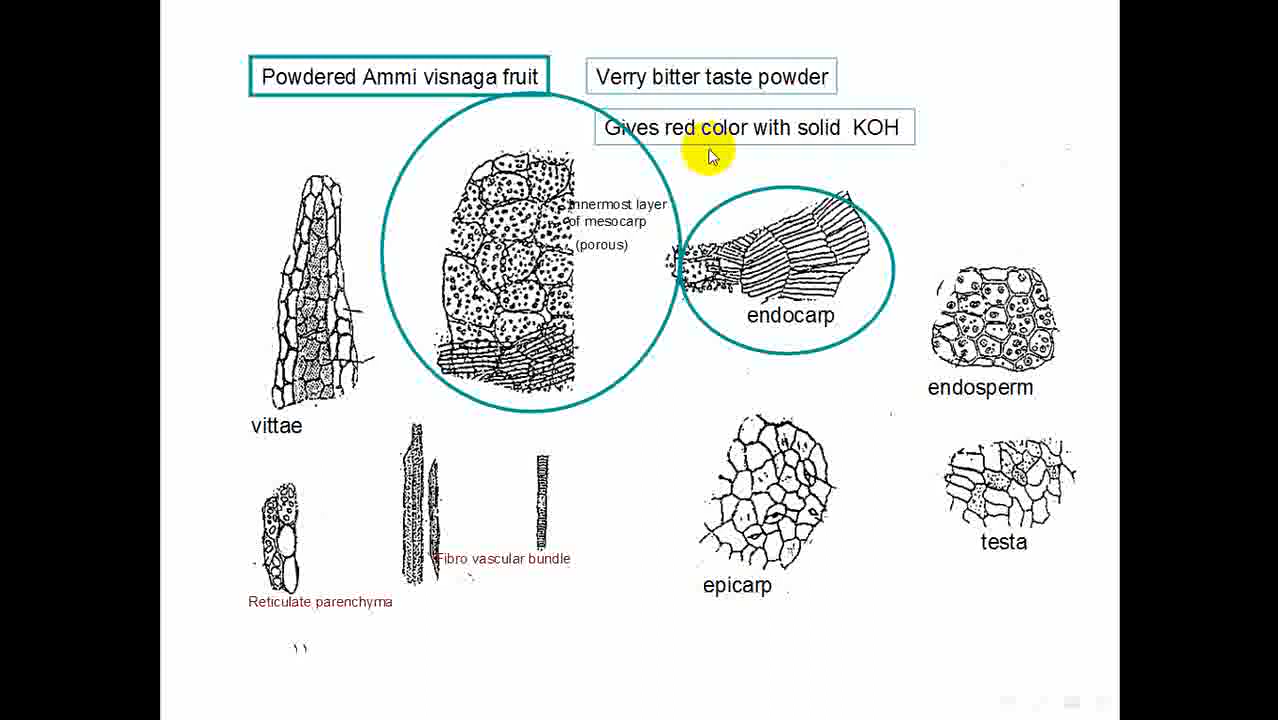 Powdered Ammi visnaga fruit
Verry bitter taste powder
Gives red color with solid KOH
innermost layer
of mesocarp
(porous)
endocarp
endosperm
vittae
Fibro vascular bundle
testa
epicarp
Reticulate parenchyma
١١